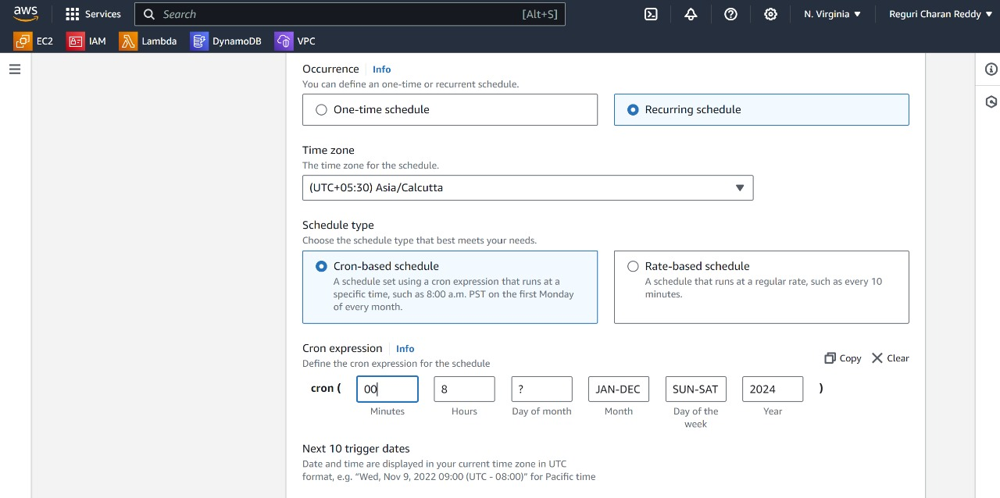 aws
Services
Search
[Alt+S]
N. Virginia
Reguri Charan Reddy
EC2
IAM
Lambda
DynamoDB
VPC
Occurrence
Info
You can define an one-time or recurrent schedule.
One-time schedule
Recurring schedule
Time zone
The time zone for the schedule.
(UTC+05:30) Asia/Calcutta
Schedule type
Choose the schedule type that best meets your needs.
Cron-based schedule
A schedule set using a cron expression that runs at a
specific time, such as 8:00 a.m. PST on the first Monday
of every month.
Rate-based schedule
A schedule that runs at a regular rate, such as every 10
minutes.
Cron expression
Info
Define the cron expression for the schedule
Copy
Clear
cron (
00
8
?
JAN-DEC
SUN-SAT
2024
)
Minutes
Hours
Day of month
Month
Day of the
week
Year
Next 10 trigger dates
Date and time are displayed in your current time zone in UTC
format, e.g. “Wed, Nov 9, 2022 09:00 (UTC - 08:00)” for Pacific time